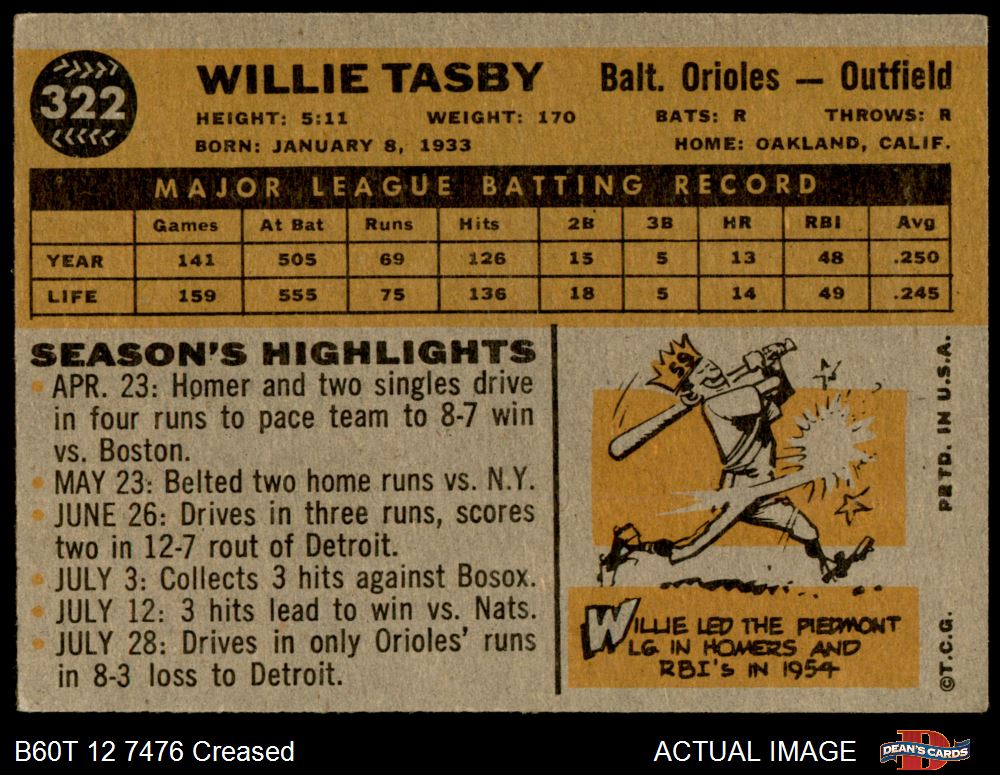 322
WILLIE TASBY
Balt. Orioles — Outfield
HEIGHT: 5:11 WEIGHT: 170 BATS: R THROWS: R
BORN: JANUARY 8, 1933 HOME: OAKLAND, CALIF.
MAJOR LEAGUE BATTING RECORD
Games At Bat Runs Hits 2B 3B HR RBI Avg
YEAR 141 505 69 126 15 5 13 48 .250
LIFE 159 555 75 136 18 5 14 49 .245
SEASON'S HIGHLIGHTS
APR. 23: Homer and two singles drive
in four runs to pace team to 8-7 win
vs. Boston.
MAY 23: Belted two home runs vs. N.Y.
JUNE 26: Drives in three runs, scores
two in 12-7 rout of Detroit.
JULY 3: Collects 3 hits against Bosox.
JULY 12: 3 hits lead to win vs. Nats.
JULY 28: Drives in only Orioles' runs
in 8-3 loss to Detroit.
59
WILLIE LED THE PIEDMONT
LG. IN HOMERS AND
RBI'S IN 1954
PRTD. IN U.S.A.
©T.C.G.
B60T 12 7476 Creased
ACTUAL IMAGE
D
DEAN'S CARDS